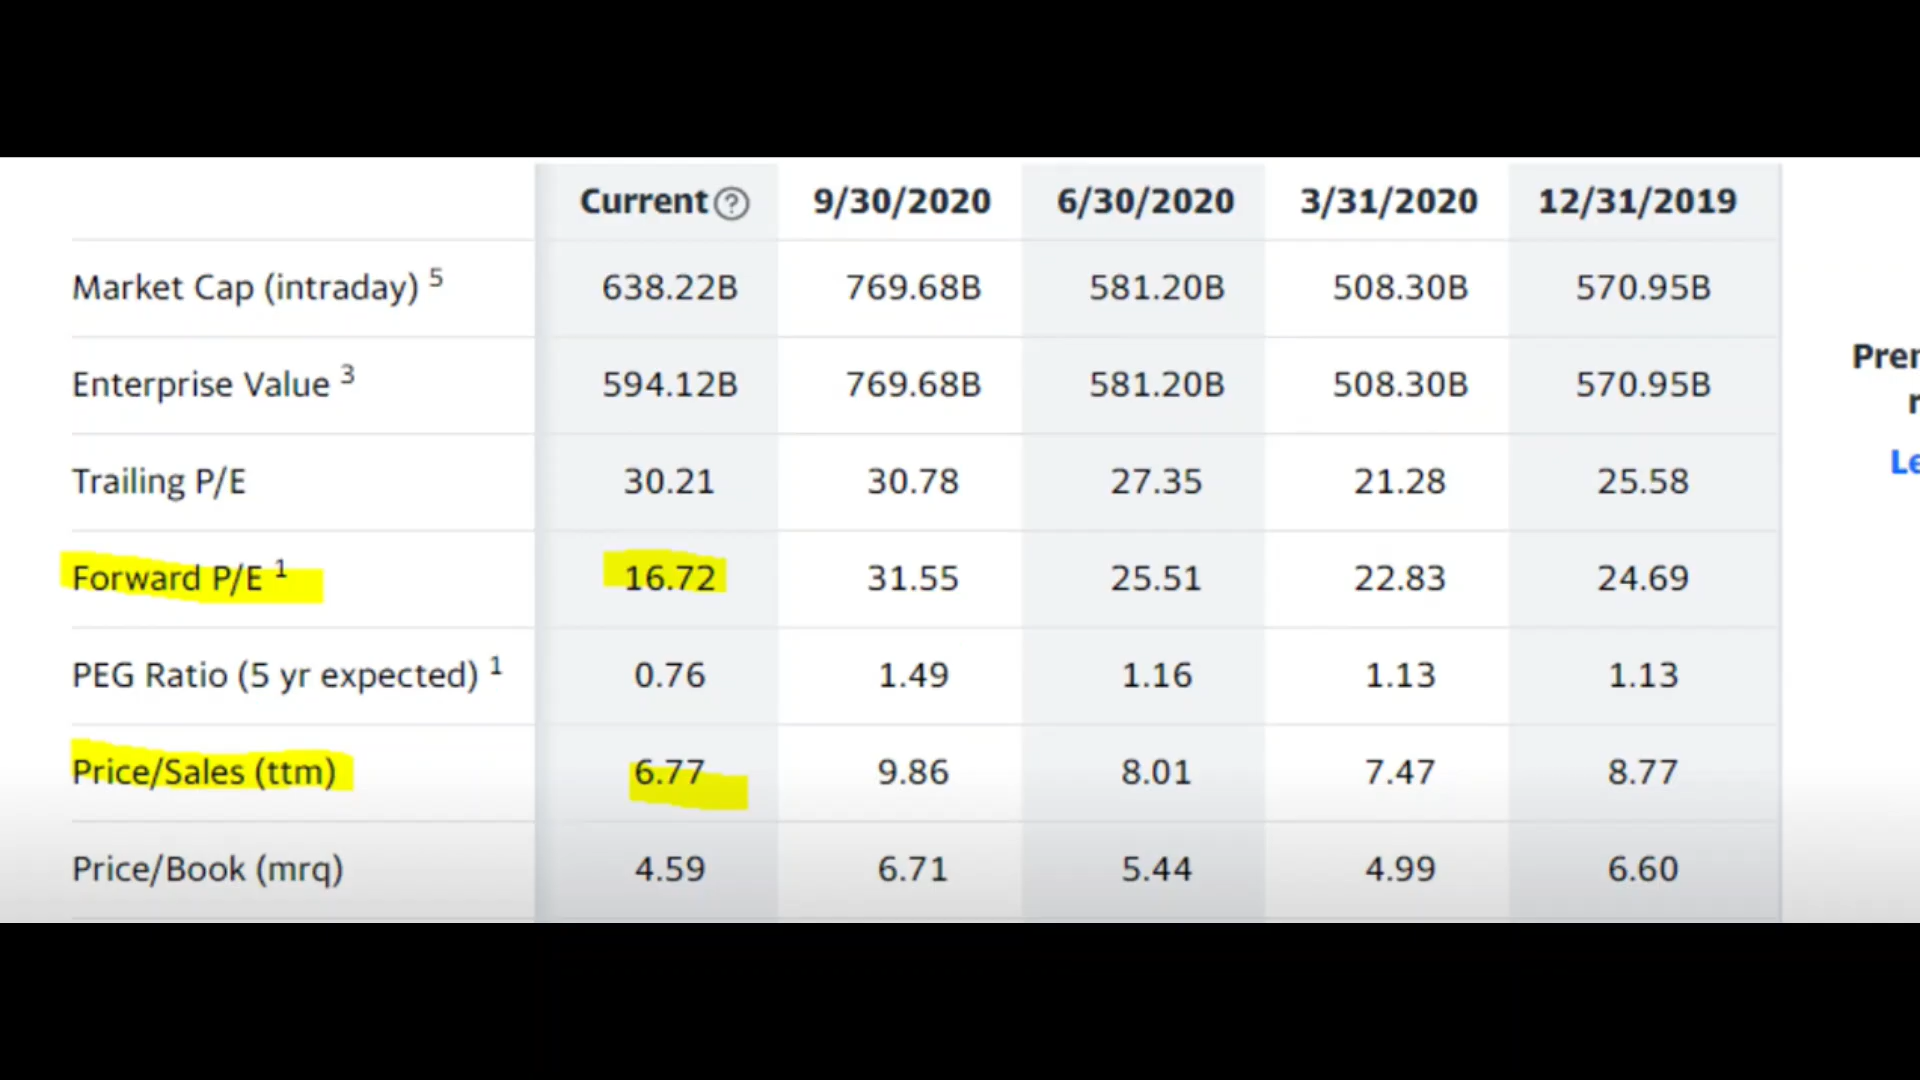 Current ? 9/30/2020 6/30/2020 3/31/2020 12/31/2019
Market Cap (intraday) 5 638.22B 769.68B 581.20B 508.30B 570.95B
Enterprise Value 3 594.12B 769.68B 581.20B 508.30B 570.95B
Trailing P/E 30.21 30.78 27.35 21.28 25.58
Forward P/E 1 16.72 31.55 25.51 22.83 24.69
PEG Ratio (5 yr expected) 1 0.76 1.49 1.16 1.13 1.13
Price/Sales (ttm) 6.77 9.86 8.01 7.47 8.77
Price/Book (mrq) 4.59 6.71 5.44 4.99 6.60